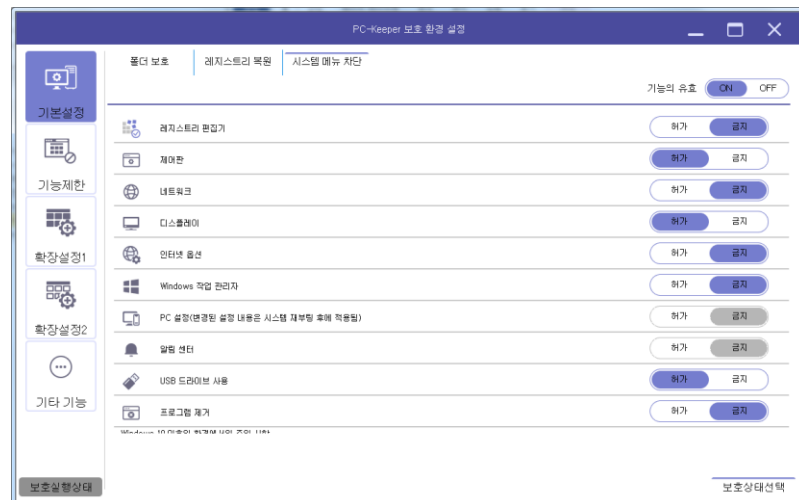 PC-Keeper 보호 환경 설정
폴더 보호 레지스트리 복원 시스템 메뉴 차단
기능의 유효 ON OFF
기본설정
기능제한
확장설정1
확장설정2
기타 기능
레지스트리 편집기 허가 금지
제어판 허가 금지
네트워크 허가 금지
디스플레이 허가 금지
인터넷 옵션 허가 금지
Windows 작업 관리자 허가 금지
PC 설정(변경된 설정 내용은 시스템 재부팅 후에 적용됨) 허가 금지
알림 센터 허가 금지
USB 드라이브 사용 허가 금지
프로그램 제거 허가 금지
보호실행상태
보호상태선택